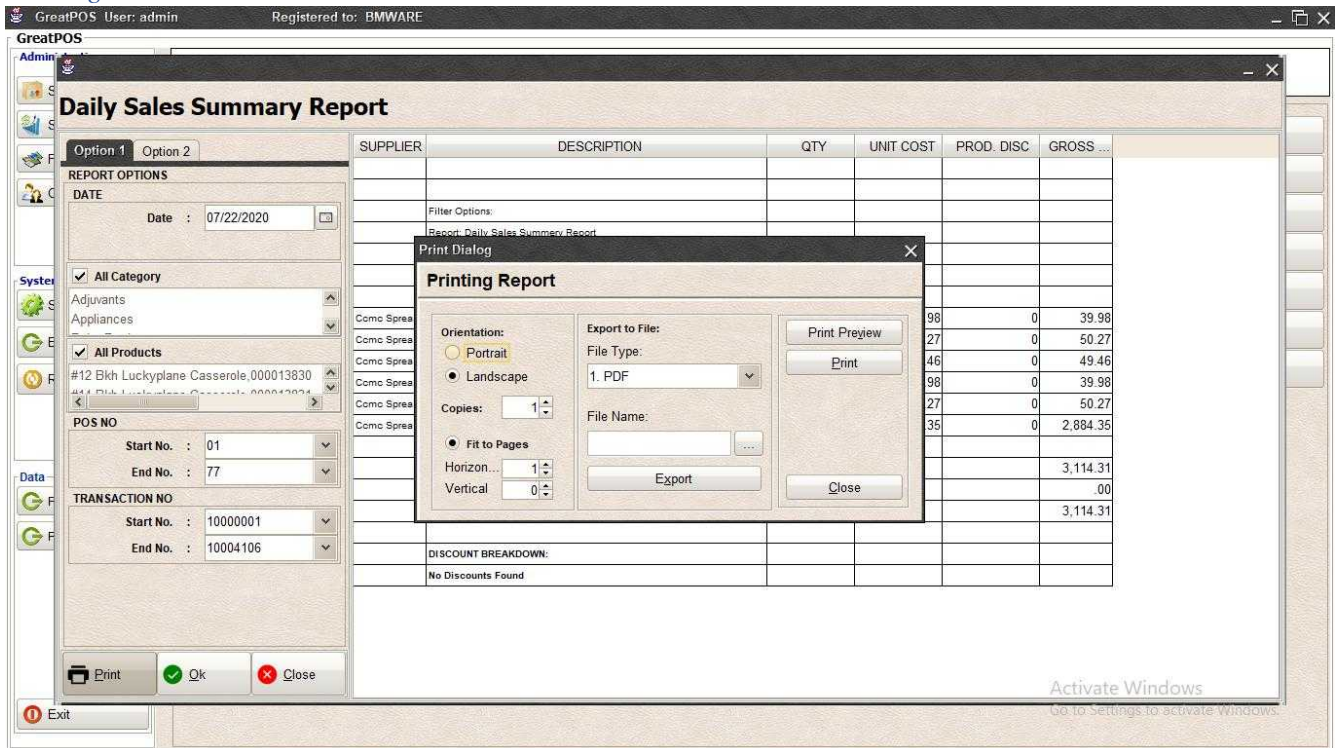 GreatPOS User: admin Registered to: BMWARE
GreatPOS
Daily Sales Summary Report
Option 1 Option 2
REPORT OPTIONS
DATE
Date : 07/22/2020
All Category
Adjuvants
Appliances
All Products
#12 Bkh Luckyplane Casserole,000013830
POS NO
Start No. : 01
End No. : 77
TRANSACTION NO
Start No. : 10000001
End No. : 10004106
Print Ok Close
Exit
SUPPLIER DESCRIPTION QTY UNIT COST PROD. DISC GROSS ...
Filter Options:
Report: Daily Sales Summery Report
Comc Sprea 98 0 39.98
Comc Sprea 27 0 50.27
Comc Sprea 46 0 49.46
Comc Sprea 98 0 39.98
Comc Sprea 27 0 50.27
Comc Sprea 35 0 2,884.35
3,114.31
.00
3,114.31
DISCOUNT BREAKDOWN:
No Discounts Found
Print Dialog
Printing Report
Orientation:
Portrait
Landscape
Copies: 1
Fit to Pages
Horizon... 1
Vertical 0
Export to File:
File Type:
1. PDF
File Name:
...
Export
Print Preview
Print
Close
Activate Windows
Go to Settings to activate Windows.